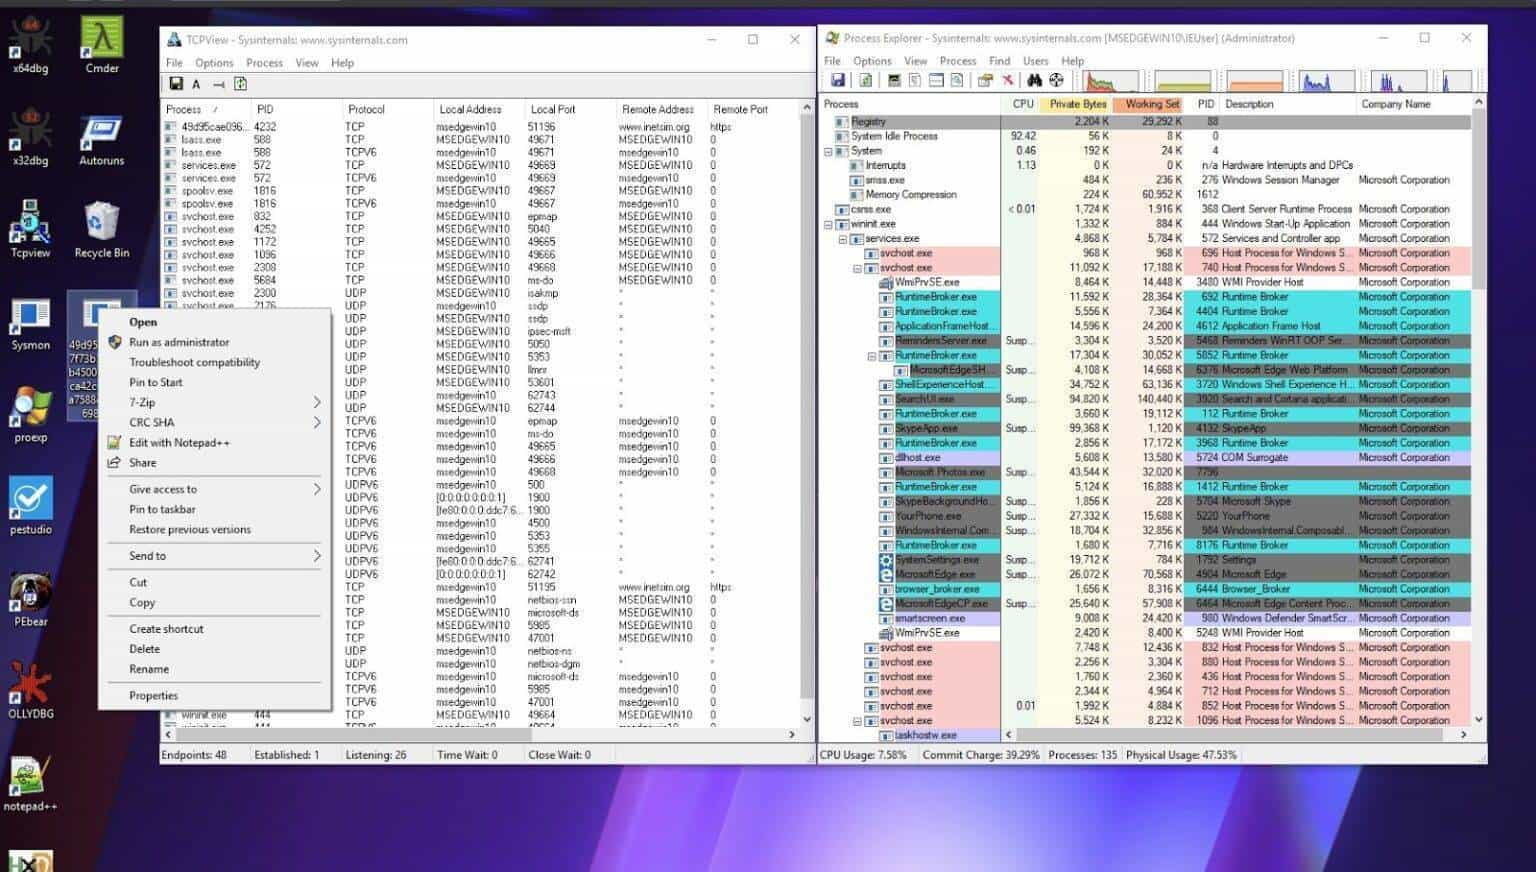 x64dbg
Cmder
x32dbg
Autoruns
Tcpview
Recycle Bin
Sysmon
49d95
7f73b
b4500
ca42c
a7588
698
proexp
pestudio
PEbear
OLLYDBG
notepad++
HxD
Open
Run as administrator
Troubleshoot compatibility
Pin to Start
7-Zip
CRC SHA
Edit with Notepad++
Share
Give access to
Pin to taskbar
Restore previous versions
Send to
Cut
Copy
Create shortcut
Delete
Rename
Properties
TCPView - Sysinternals: www.sysinternals.com
File Options Process View Help
A
Process / PID Protocol Local Address Local Port Remote Address Remote Port
49d95cae096... 4232 TCP msedgewin10 51196 www.inetsim.org https
lsass.exe 588 TCP MSEDGEWIN10 49671 MSEDGEWIN10 0
lsass.exe 588 TCPV6 msedgewin10 49671 msedgewin10 0
services.exe 572 TCP MSEDGEWIN10 49669 MSEDGEWIN10 0
services.exe 572 TCPV6 msedgewin10 49669 msedgewin10 0
spoolsv.exe 1816 TCP MSEDGEWIN10 49667 MSEDGEWIN10 0
spoolsv.exe 1816 TCPV6 msedgewin10 49667 msedgewin10 0
svchost.exe 832 TCP MSEDGEWIN10 epmap MSEDGEWIN10 0
svchost.exe 4252 TCP MSEDGEWIN10 5040 MSEDGEWIN10 0
svchost.exe 1172 TCP MSEDGEWIN10 49665 MSEDGEWIN10 0
svchost.exe 1096 TCP MSEDGEWIN10 49666 MSEDGEWIN10 0
svchost.exe 2308 TCP MSEDGEWIN10 49668 MSEDGEWIN10 0
svchost.exe 5684 TCP MSEDGEWIN10 ms-do MSEDGEWIN10 0
svchost.exe 2300 UDP msedgewin10 isakmp * *
svchost.exe 2176 UDP msedgewin10 ssdp * *
UDP MSEDGEWIN10 ssdp * *
UDP msedgewin10 ipsec-msft * *
UDP MSEDGEWIN10 5050 * *
UDP MSEDGEWIN10 5353 * *
UDP MSEDGEWIN10 llmnr * *
UDP MSEDGEWIN10 53601 * *
UDP MSEDGEWIN10 62743 * *
UDP msedgewin10 62744 * *
TCPV6 msedgewin10 epmap msedgewin10 0
TCPV6 msedgewin10 ms-do msedgewin10 0
TCPV6 msedgewin10 49665 msedgewin10 0
TCPV6 msedgewin10 49666 msedgewin10 0
TCPV6 msedgewin10 49668 msedgewin10 0
UDPV6 msedgewin10 500 * *
UDPV6 [0:0:0:0:0:0:0:1] 1900 * *
UDPV6 [fe80:0:0:0:ddc7:6... 1900 * *
UDPV6 msedgewin10 4500 * *
UDPV6 msedgewin10 5353 * *
UDPV6 msedgewin10 5355 * *
UDPV6 [fe80:0:0:0:ddc7:6... 62741 * *
UDPV6 [0:0:0:0:0:0:0:1] 62742 * *
TCP msedgewin10 51195 www.inetsim.org https
TCP msedgewin10 netbios-ssn MSEDGEWIN10 0
TCP MSEDGEWIN10 microsoft-ds MSEDGEWIN10 0
TCP MSEDGEWIN10 5985 MSEDGEWIN10 0
TCP MSEDGEWIN10 47001 MSEDGEWIN10 0
UDP msedgewin10 netbios-ns * *
UDP msedgewin10 netbios-dgm * *
TCPV6 msedgewin10 microsoft-ds msedgewin10 0
TCPV6 msedgewin10 5985 msedgewin10 0
TCPV6 msedgewin10 47001 msedgewin10 0
wininit.exe 444 TCP MSEDGEWIN10 49664 MSEDGEWIN10 0
Endpoints: 48 Established: 1 Listening: 26 Time Wait: 0 Close Wait: 0
Process Explorer - Sysinternals: www.sysinternals.com [MSEDGEWIN10\IEUser] (Administrator)
File Options View Process Find Users Help
Process CPU Private Bytes Working Set PID Description Company Name
Registry 2,204 K 29,292 K 88
System Idle Process 92.42 56 K 8 K 0
System 0.46 192 K 24 K 4
Interrupts 1.13 0 K 0 K n/a Hardware Interrupts and DPCs
smss.exe 484 K 236 K 276 Windows Session Manager Microsoft Corporation
Memory Compression 224 K 60,952 K 1612
csrss.exe < 0.01 1,724 K 1,916 K 368 Client Server Runtime Process Microsoft Corporation
wininit.exe 1,332 K 884 K 444 Windows Start-Up Application Microsoft Corporation
services.exe 4,868 K 5,784 K 572 Services and Controller app Microsoft Corporation
svchost.exe 968 K 968 K 696 Host Process for Windows S... Microsoft Corporation
svchost.exe 11,092 K 17,188 K 740 Host Process for Windows S... Microsoft Corporation
WmiPrvSE.exe 8,464 K 14,448 K 3480 WMI Provider Host Microsoft Corporation
RuntimeBroker.exe 11,592 K 28,364 K 692 Runtime Broker Microsoft Corporation
RuntimeBroker.exe 5,556 K 7,364 K 4404 Runtime Broker Microsoft Corporation
ApplicationFrameHost... 14,596 K 24,200 K 4612 Application Frame Host Microsoft Corporation
RemindersServer.exe Susp... 3,304 K 3,520 K 5468 Reminders WinRT OOP Ser... Microsoft Corporation
RuntimeBroker.exe 17,304 K 30,052 K 5852 Runtime Broker Microsoft Corporation
MicrosoftEdgeSH... Susp... 4,108 K 14,668 K 6376 Microsoft Edge Web Platform Microsoft Corporation
ShellExperienceHost... 34,752 K 63,136 K 3720 Windows Shell Experience H... Microsoft Corporation
SearchUI.exe Susp... 94,820 K 140,440 K 3920 Search and Cortana applicati... Microsoft Corporation
RuntimeBroker.exe 3,660 K 19,112 K 112 Runtime Broker Microsoft Corporation
SkypeApp.exe Susp... 99,368 K 1,120 K 4132 SkypeApp Microsoft Corporation
RuntimeBroker.exe 2,856 K 17,172 K 3968 Runtime Broker Microsoft Corporation
dllhost.exe 5,608 K 13,580 K 5724 COM Surrogate Microsoft Corporation
Microsoft.Photos.exe Susp... 43,544 K 32,020 K 7796
RuntimeBroker.exe 5,124 K 16,888 K 1412 Runtime Broker Microsoft Corporation
SkypeBackgroundHo... Susp... 1,856 K 228 K 5704 Microsoft Skype Microsoft Corporation
YourPhone.exe Susp... 27,332 K 15,688 K 5220 YourPhone Microsoft Corporation
WindowsInternal.Com... Susp... 18,704 K 32,856 K 984 WindowsInternal.Composabl... Microsoft Corporation
RuntimeBroker.exe 1,680 K 7,716 K 8176 Runtime Broker Microsoft Corporation
SystemSettings.exe Susp... 19,712 K 784 K 1792 Settings Microsoft Corporation
MicrosoftEdge.exe Susp... 26,072 K 70,568 K 4904 Microsoft Edge Microsoft Corporation
browser_broker.exe 1,656 K 8,316 K 6444 Browser_Broker Microsoft Corporation
MicrosoftEdgeCP.exe Susp... 25,640 K 57,908 K 6464 Microsoft Edge Content Proc... Microsoft Corporation
smartscreen.exe 9,008 K 24,420 K 980 Windows Defender SmartScr... Microsoft Corporation
WmiPrvSE.exe 2,420 K 8,400 K 5248 WMI Provider Host Microsoft Corporation
svchost.exe 7,748 K 12,436 K 832 Host Process for Windows S... Microsoft Corporation
svchost.exe 2,256 K 3,304 K 880 Host Process for Windows S... Microsoft Corporation
svchost.exe 1,760 K 2,360 K 436 Host Process for Windows S... Microsoft Corporation
svchost.exe 2,344 K 4,964 K 712 Host Process for Windows S... Microsoft Corporation
svchost.exe 0.01 1,992 K 4,884 K 852 Host Process for Windows S... Microsoft Corporation
svchost.exe 5,524 K 8,232 K 1096 Host Process for Windows S... Microsoft Corporation
taskhostw.exe
CPU Usage: 7.58% Commit Charge: 39.29% Processes: 135 Physical Usage: 47.53%